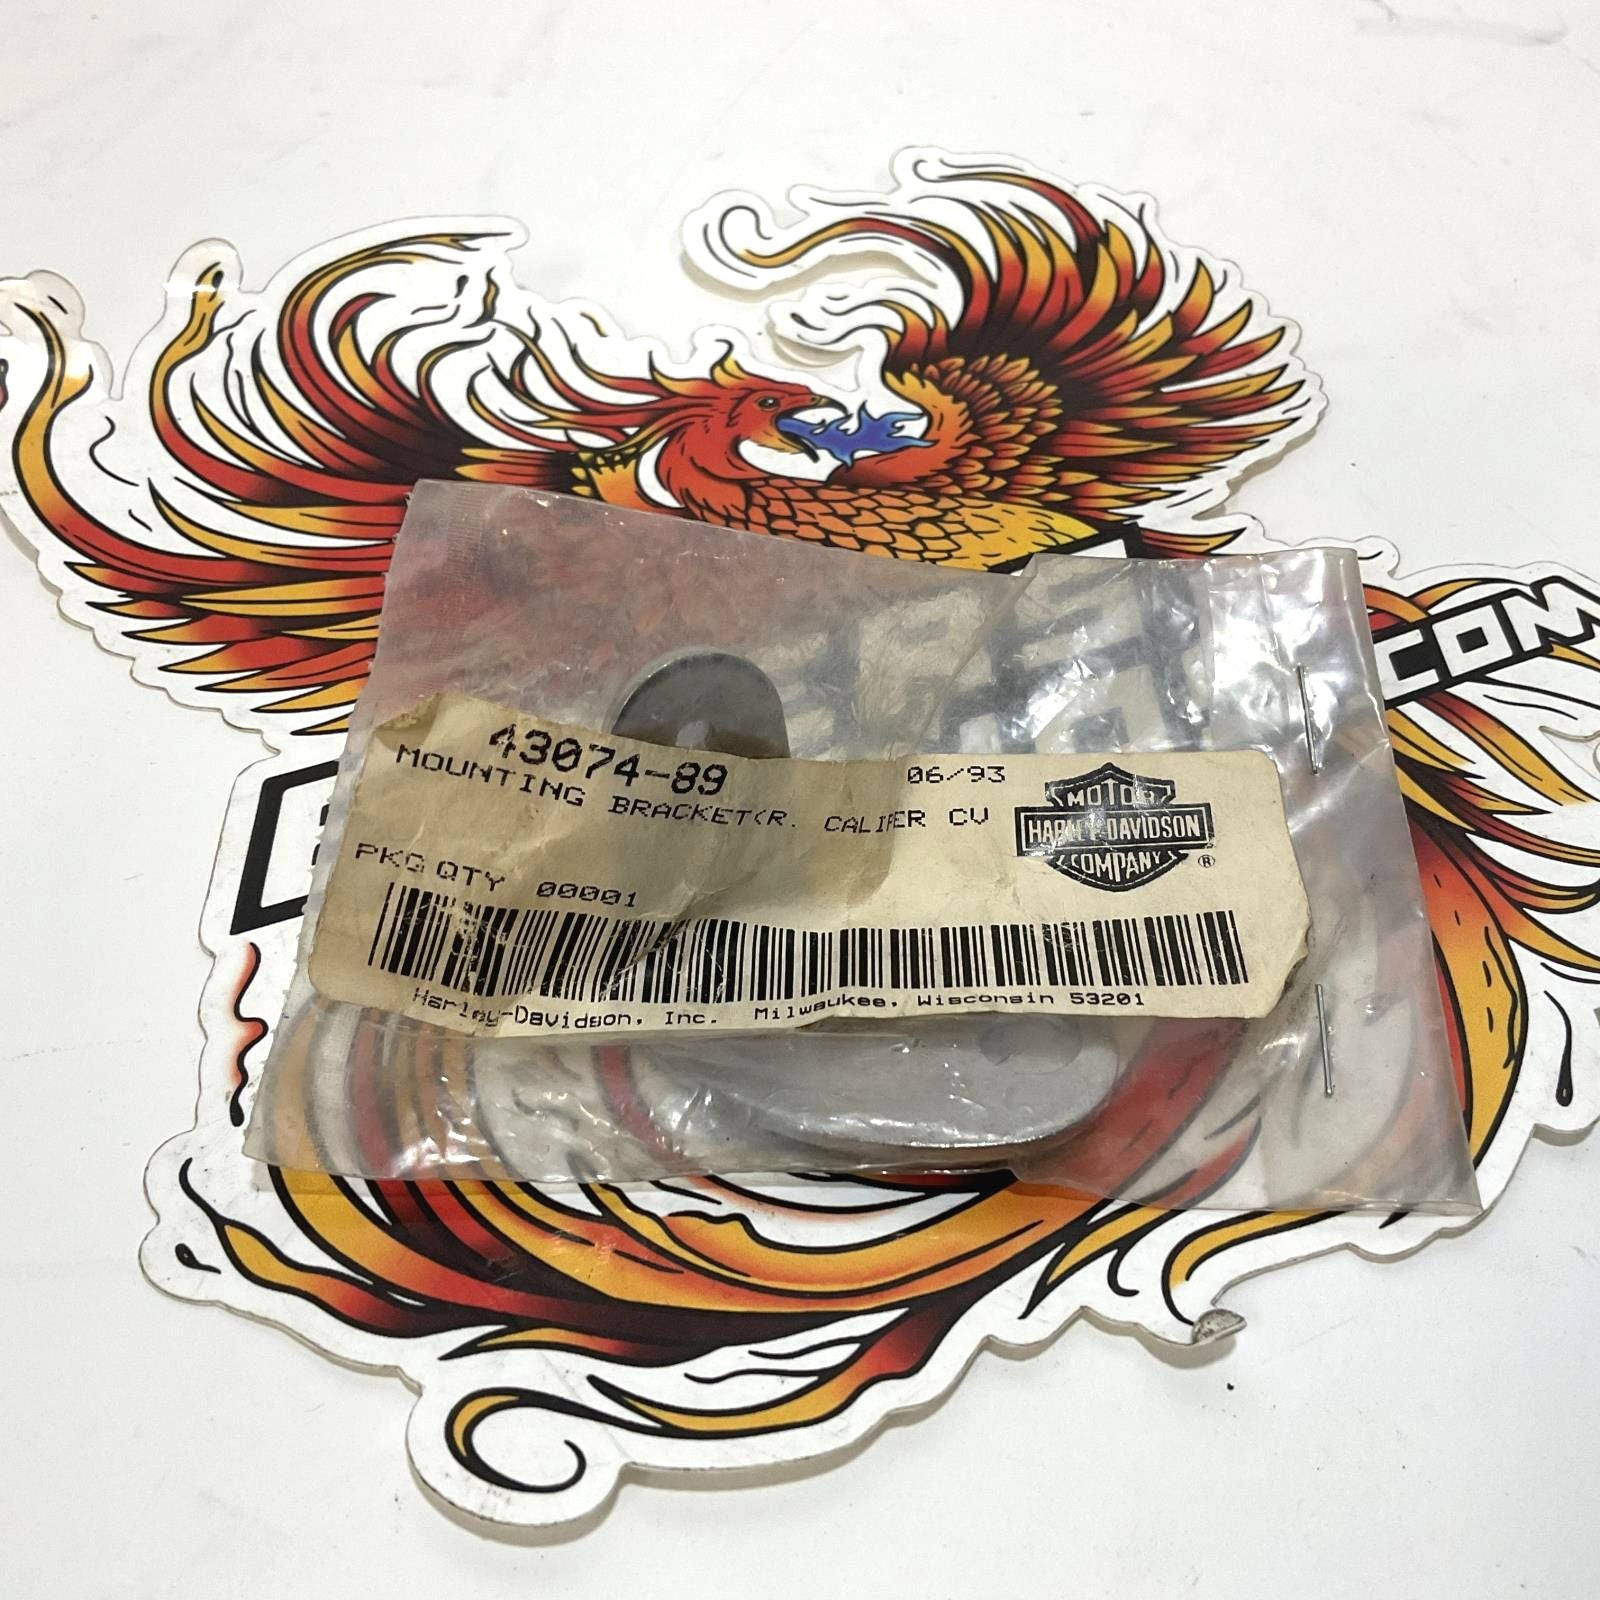 43074-89
06/93
MOUNTING BRACKET(R. CALIPER CV
MOTOR
HARLEY-DAVIDSON
COMPANY
®
PKG QTY 00001
Harley-Davidson, Inc. Milwaukee, Wisconsin 53201
.COM